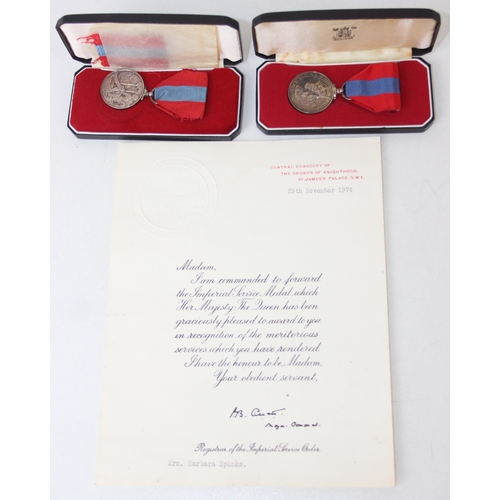 CENTRAL CHANCERY OF
THE ORDERS OF KNIGHTHOOD,
ST JAMES'S PALACE, S.W.1.
29th November 1974
Madam,
I am commanded to forward
the Imperial Service Medal which
Her Majesty The Queen has been
graciously pleased to award to you
in recognition of the meritorious
services which you have rendered.
I have the honour to be, Madam,
Your obedient servant,
Registrar of the Imperial Service Order
Mrs. Barbara